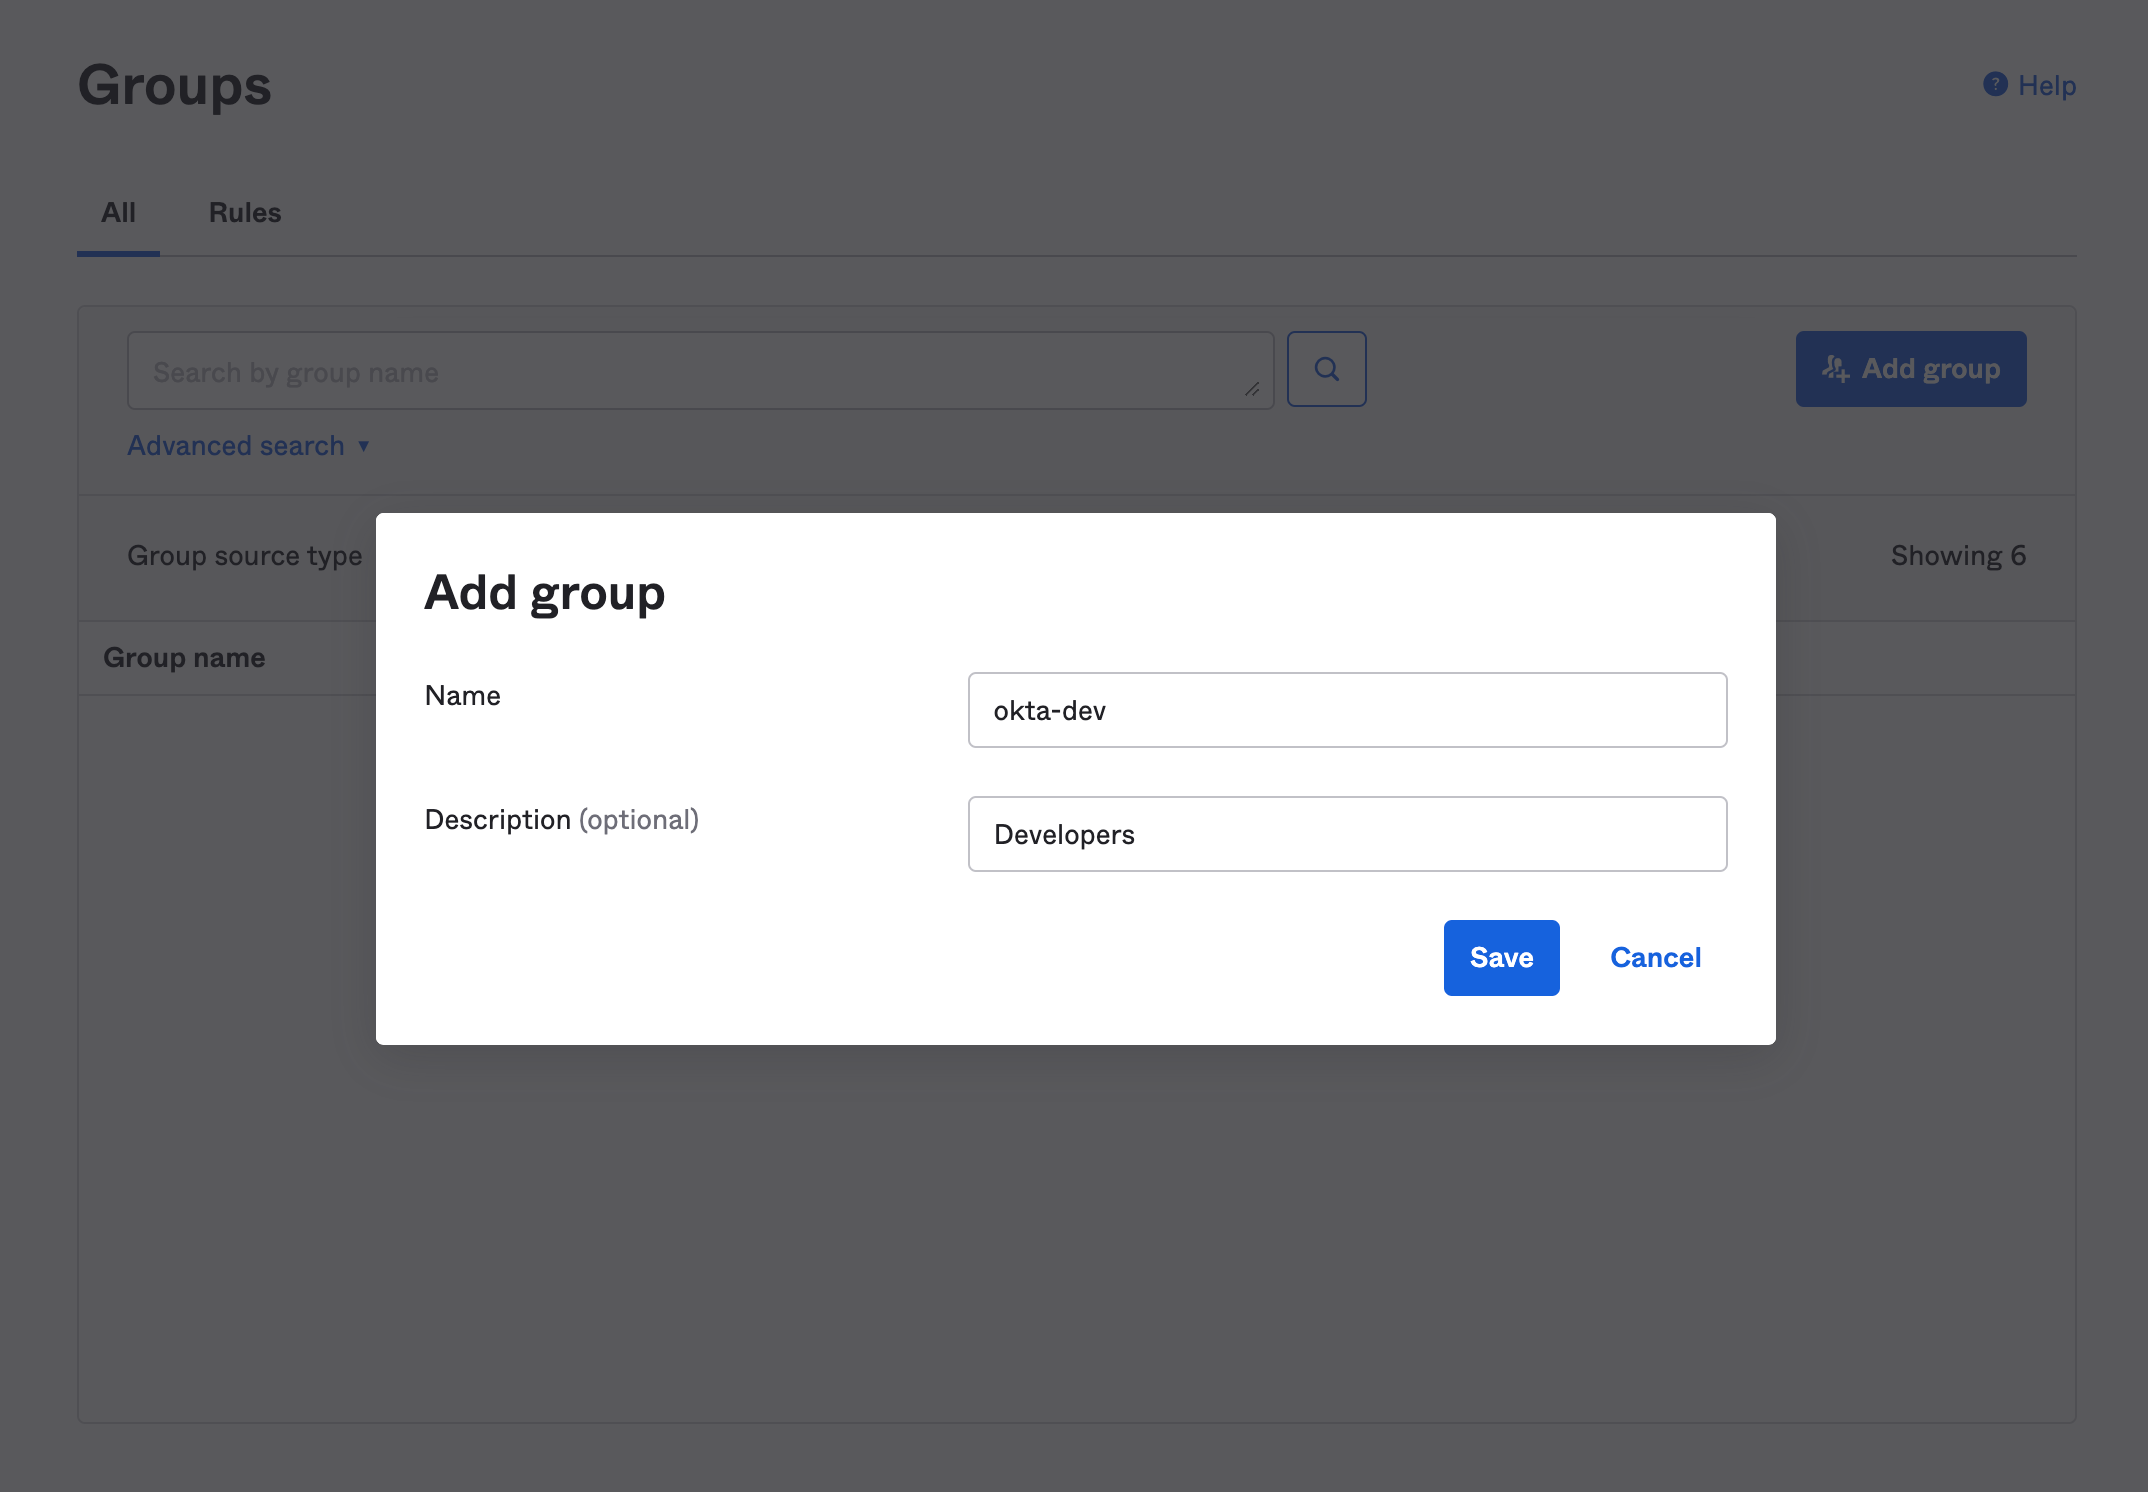 Groups
? Help
All Rules
Search by group name
Add group
Advanced search ▼
Group source type
Showing 6
Group name
Add group
Name
okta-dev
Description (optional)
Developers
Save Cancel